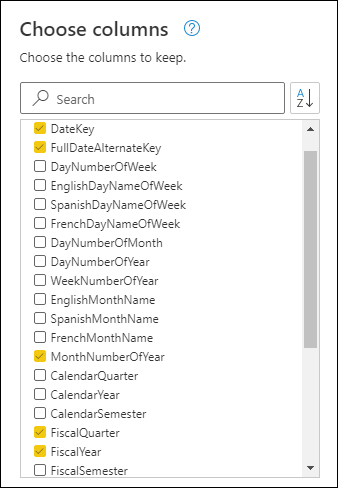 Choose columns
Choose the columns to keep.
Search
A
Z
DateKey
FullDateAlternateKey
DayNumberOfWeek
EnglishDayNameOfWeek
SpanishDayNameOfWeek
FrenchDayNameOfWeek
DayNumberOfMonth
DayNumberOfYear
WeekNumberOfYear
EnglishMonthName
SpanishMonthName
FrenchMonthName
MonthNumberOfYear
CalendarQuarter
CalendarYear
CalendarSemester
FiscalQuarter
FiscalYear
FiscalSemester